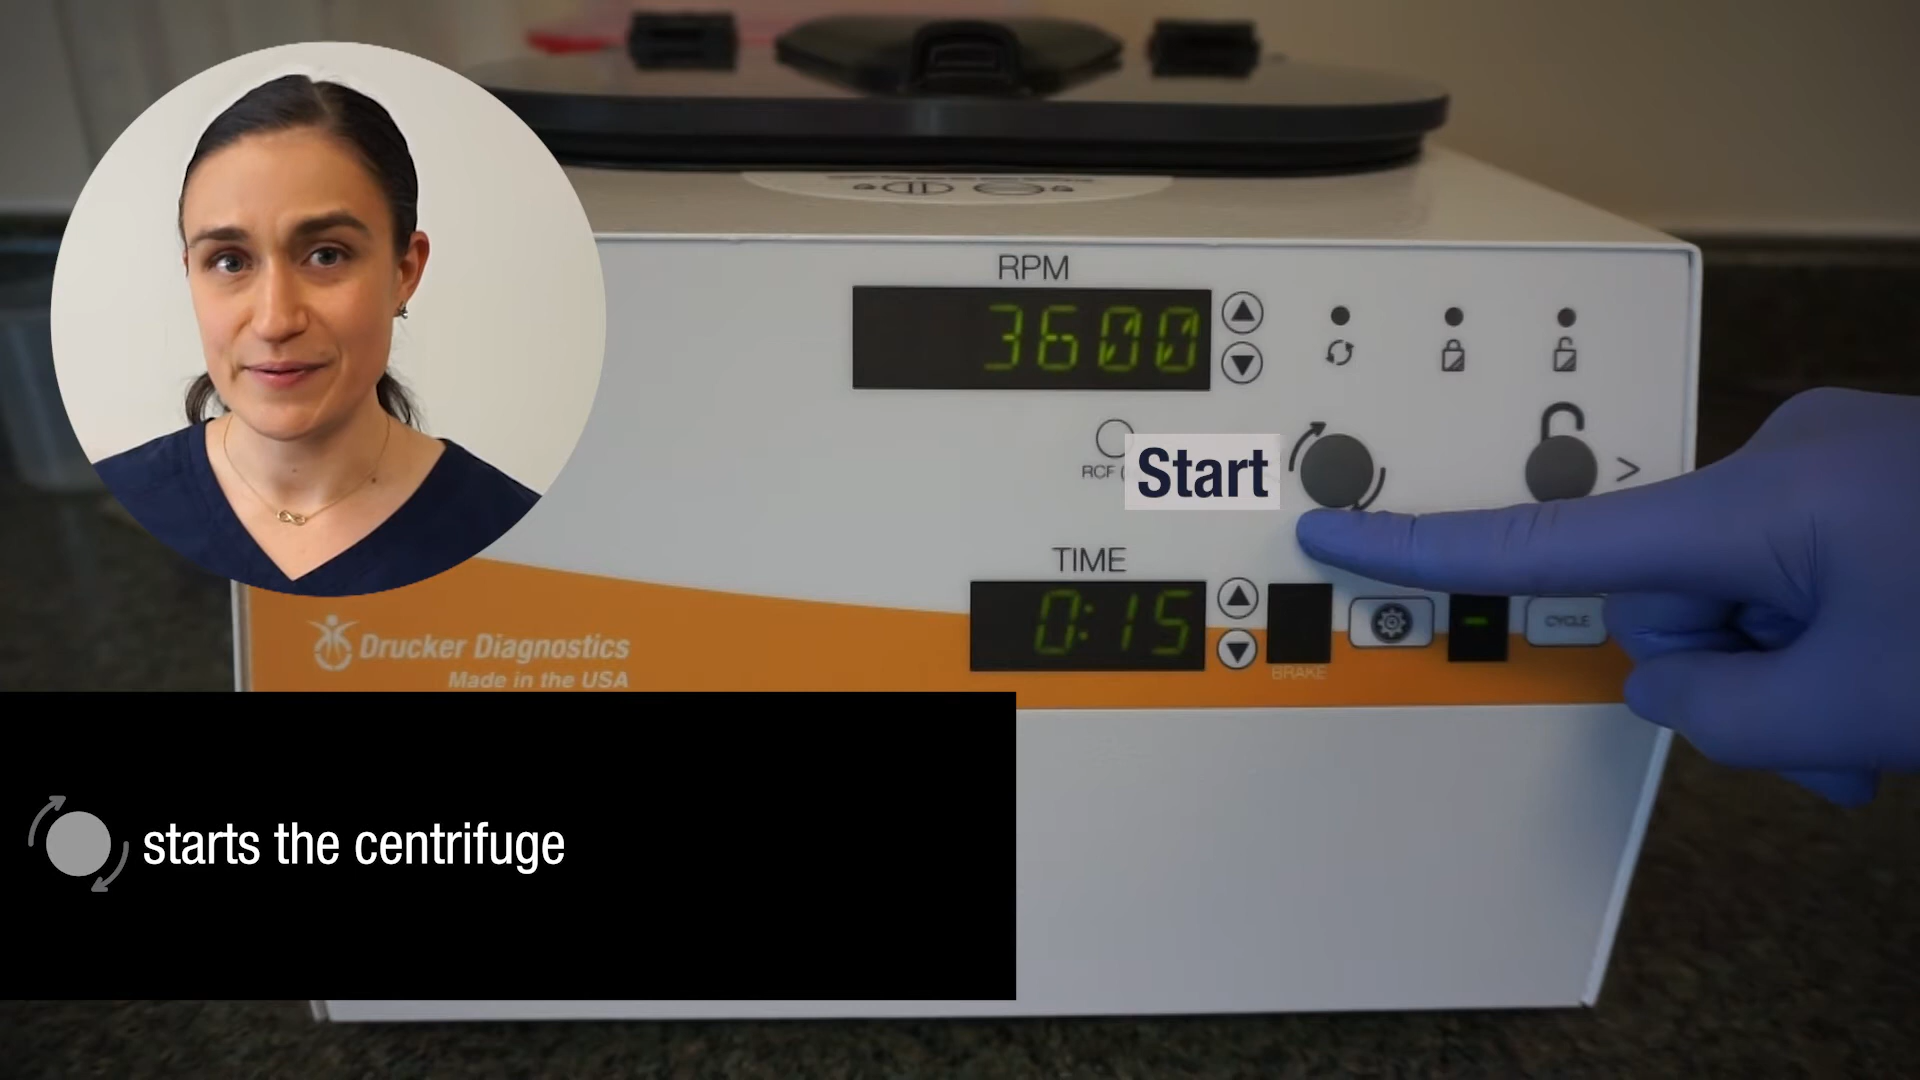 RPM
3600
RCF (
Start
TIME
0:15
BRAKE
CYCLE
Drucker Diagnostics
Made in the USA
starts the centrifuge